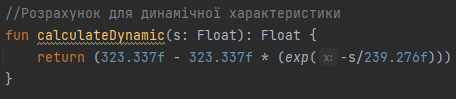 //Розрахунок для динамічної характеристики
fun calculateDynamic(s: Float): Float {
    return (323.337f - 323.337f * (exp( x: -s/239.276f)))
}